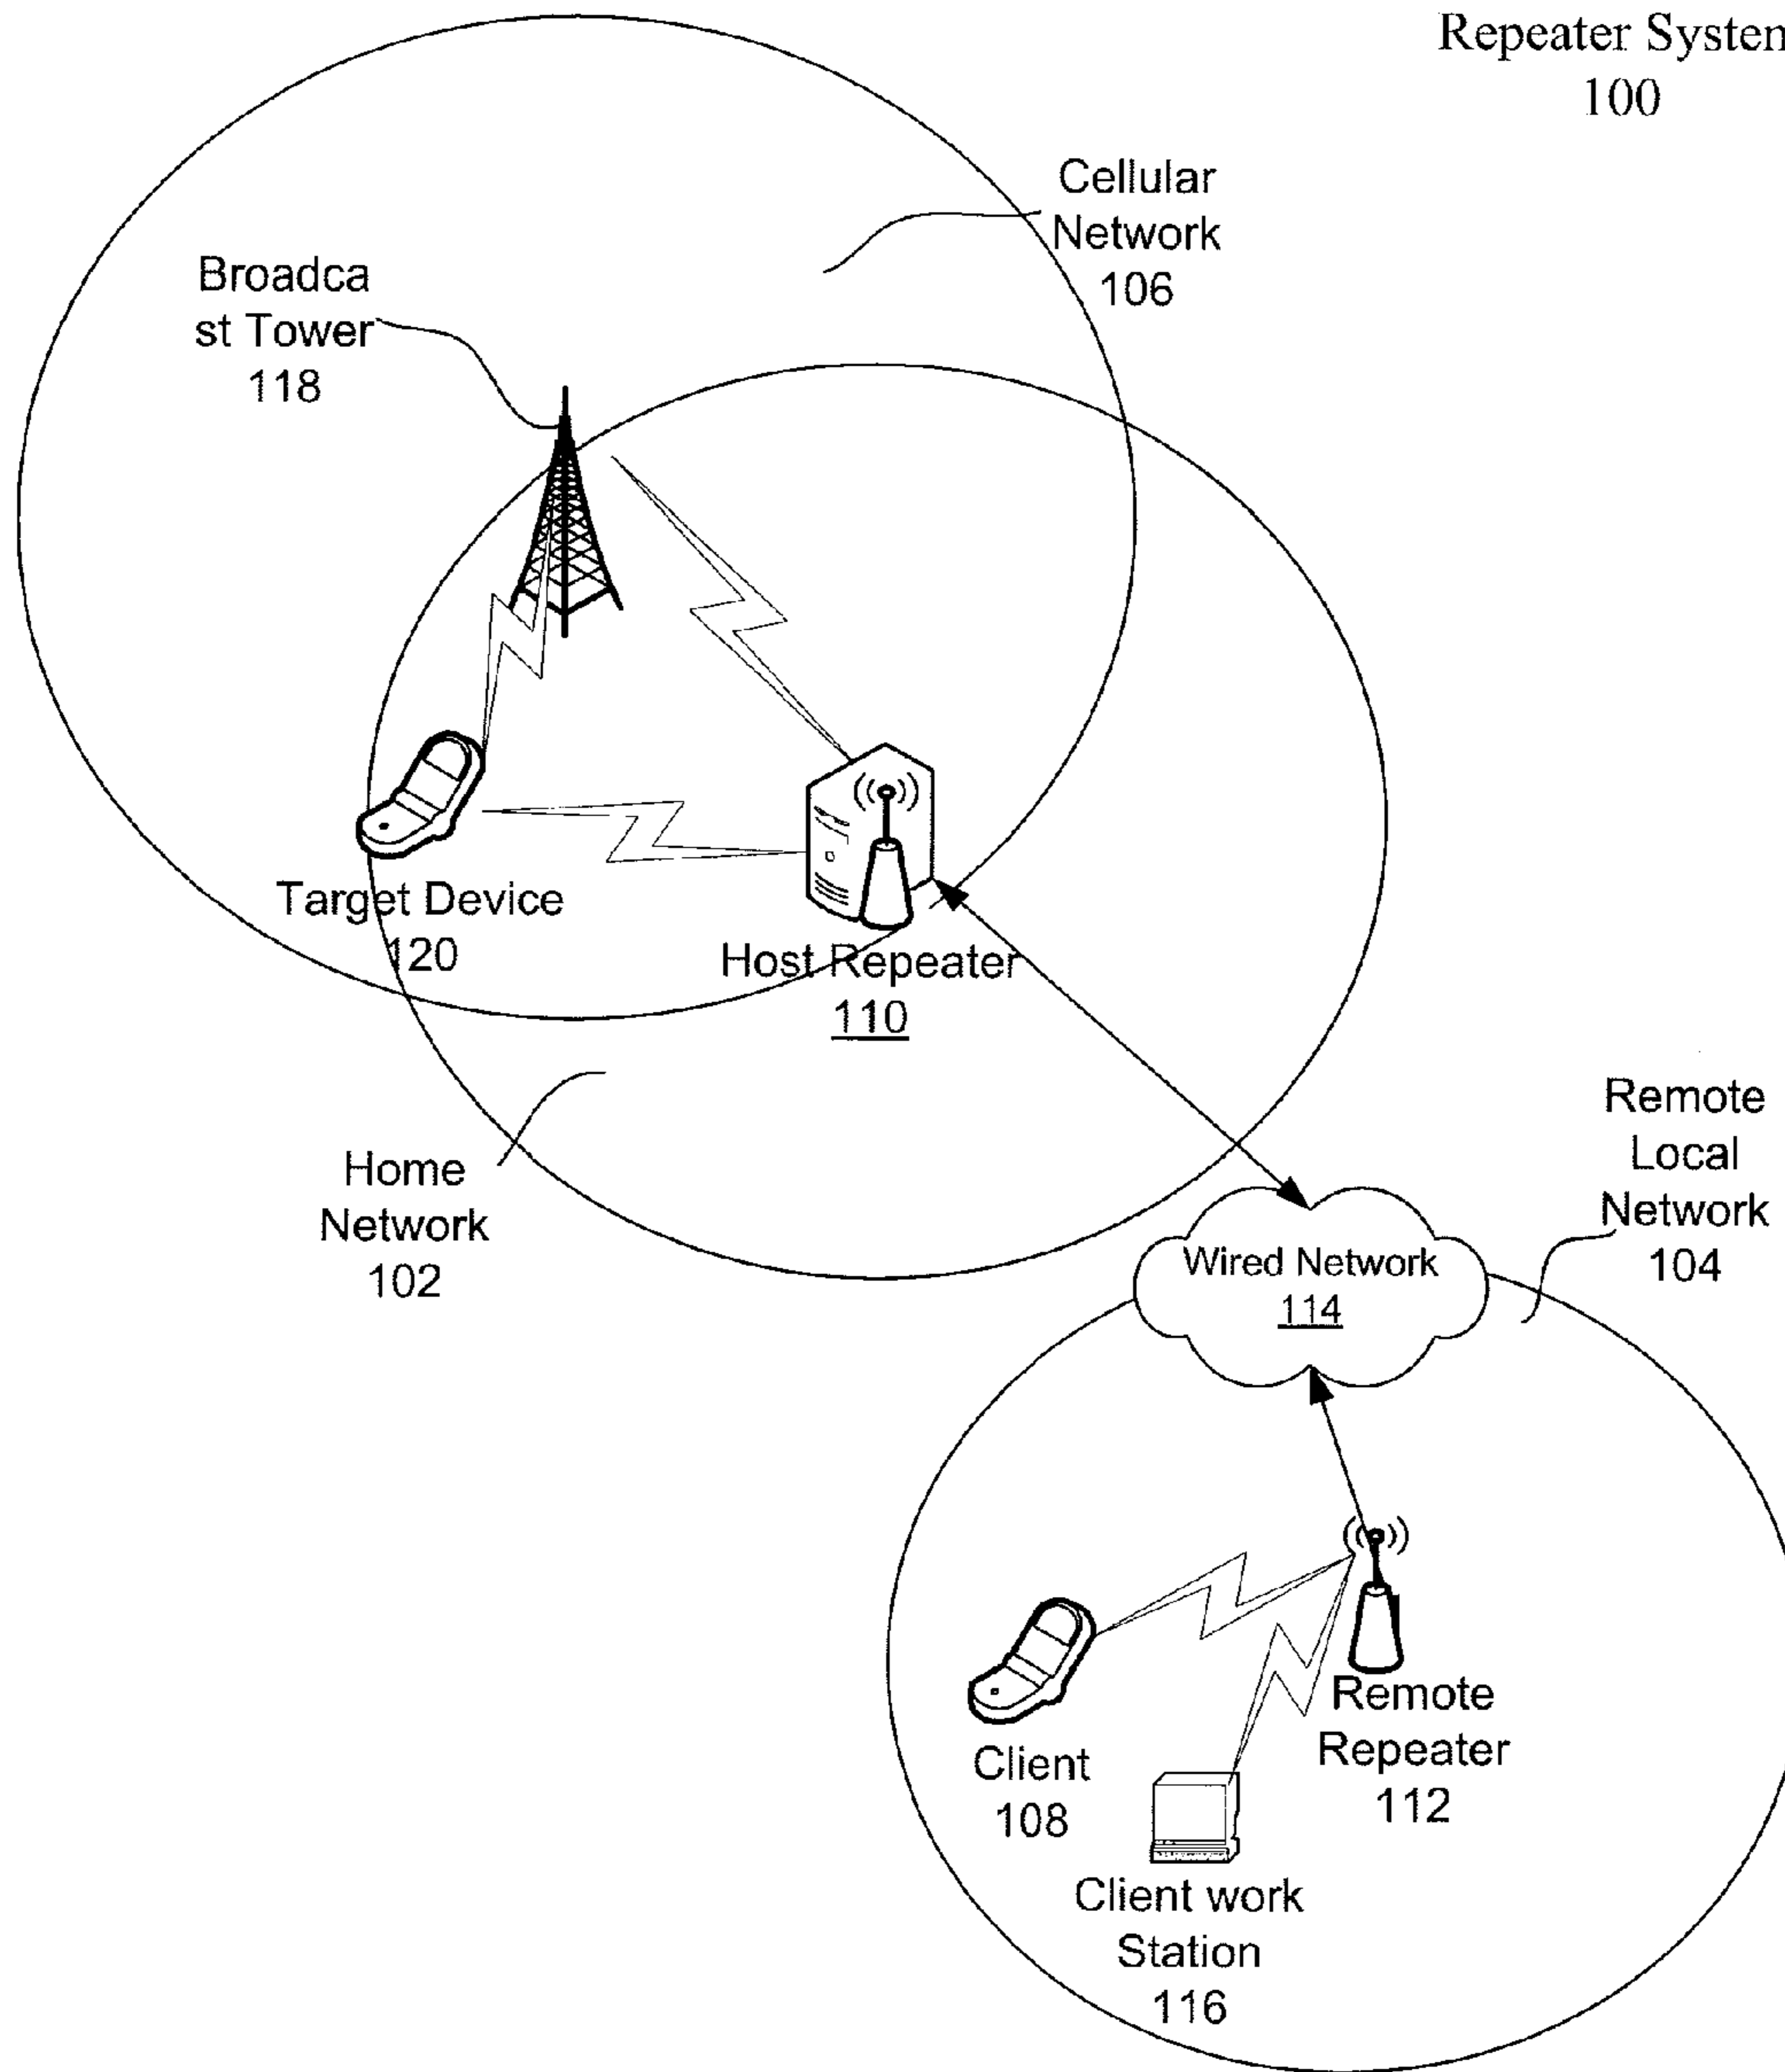 Repeater System
100
Cellular
Network
106
Broadca
st Tower
118
Target Device
120
Host Repeater
110
Home
Network
102
Remote
Local
Network
104
Wired Network
114
Client
108
Remote
Repeater
112
Client work
Station
116